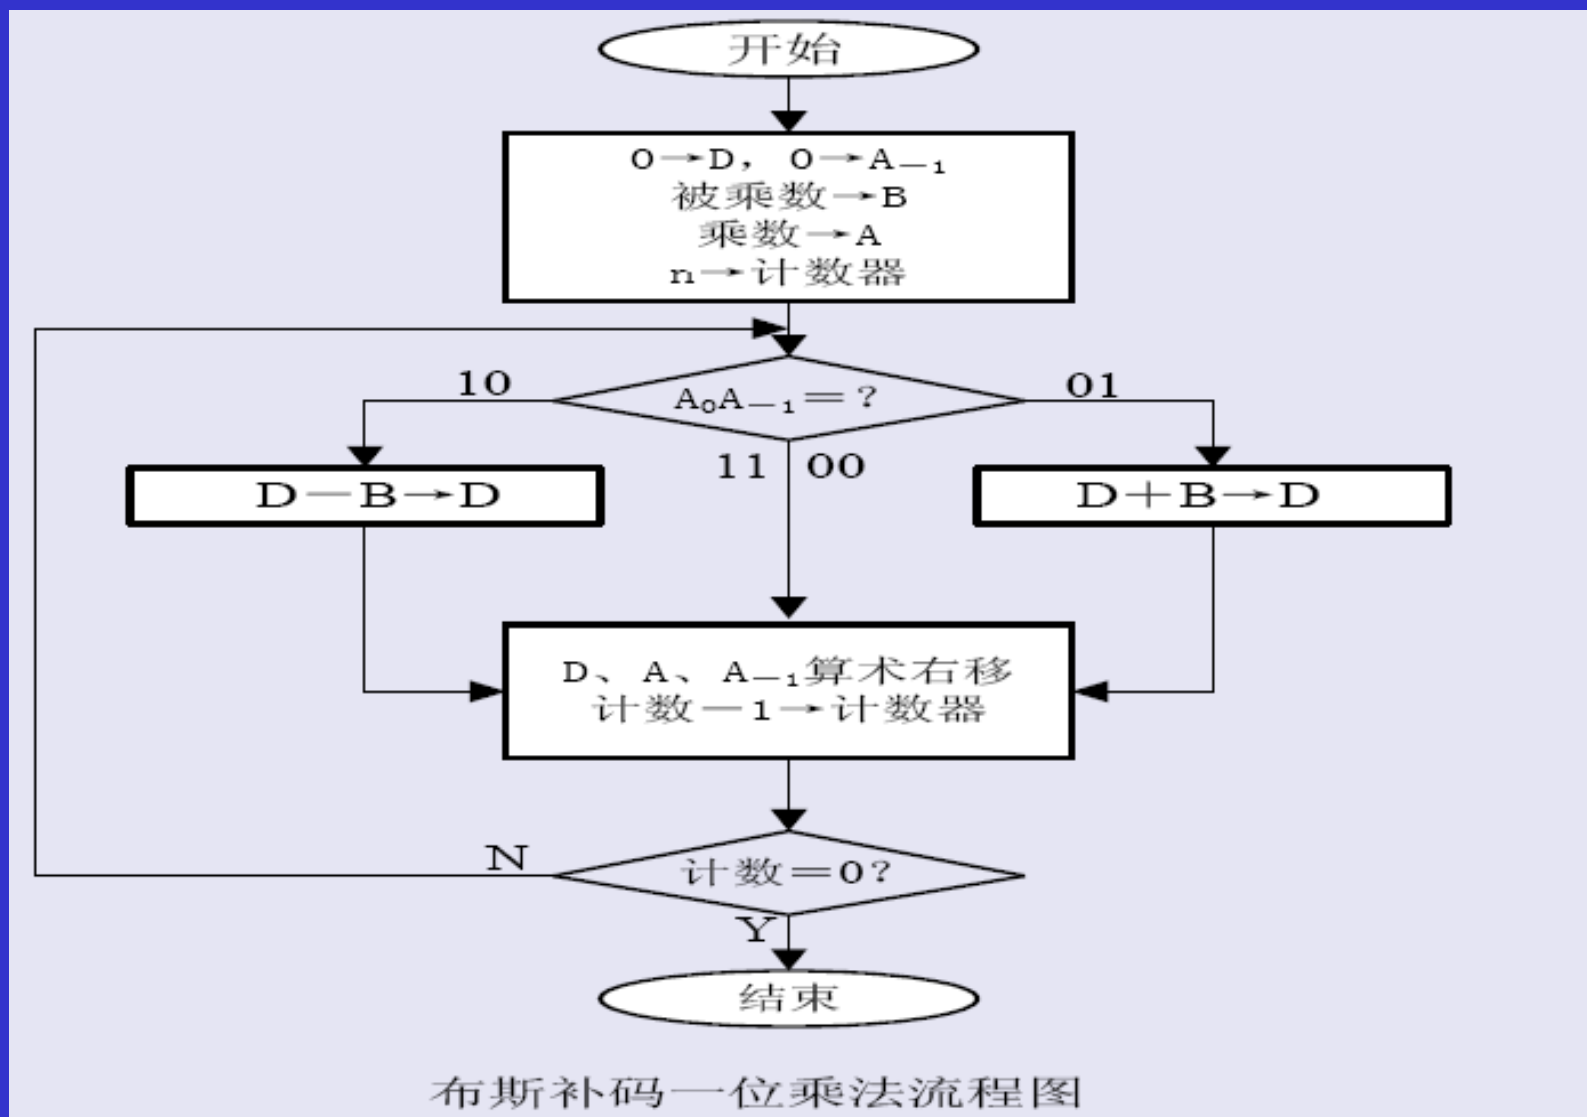 开始
0→D, 0→A₋₁
被乘数→B
乘数→A
n→计数器
A₀A₋₁=?
10
01
11
00
D-B→D
D+B→D
D、A、A₋₁算术右移
计数-1→计数器
计数=0?
N
Y
结束
布斯补码一位乘法流程图